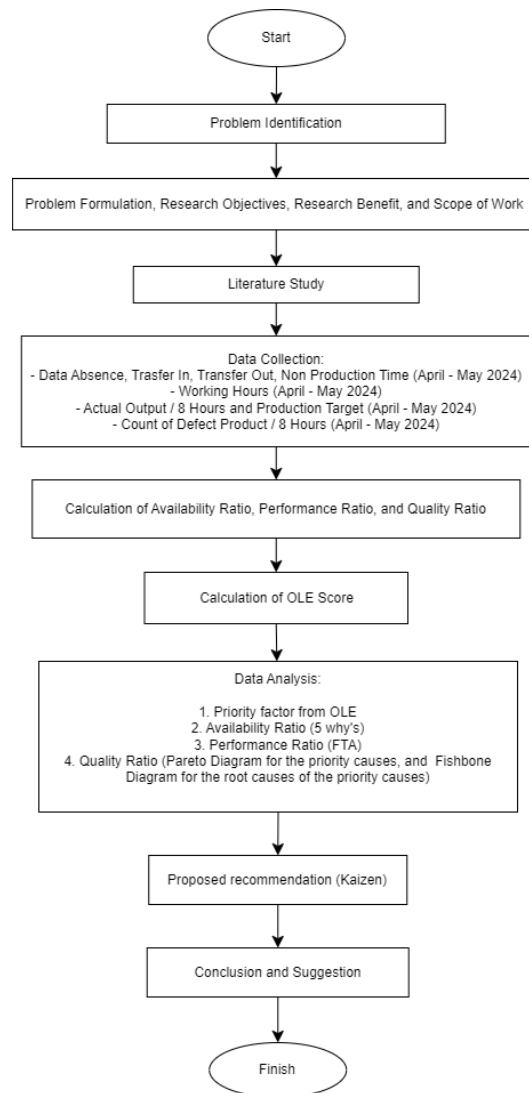 Start
Problem Identification
Problem Formulation, Research Objectives, Research Benefit, and Scope of Work
Literature Study
Data Collection:
- Data Absence, Trasfer In, Transfer Out, Non Production Time (April - May 2024)
- Working Hours (April - May 2024)
- Actual Output / 8 Hours and Production Target (April - May 2024)
- Count of Defect Product / 8 Hours (April - May 2024)
Calculation of Availability Ratio, Performance Ratio, and Quality Ratio
Calculation of OLE Score
Data Analysis:
1. Priority factor from OLE
2. Availability Ratio (5 why's)
3. Performance Ratio (FTA)
4. Quality Ratio (Pareto Diagram for the priority causes, and Fishbone
Diagram for the root causes of the priority causes)
Proposed recommendation (Kaizen)
Conclusion and Suggestion
Finish